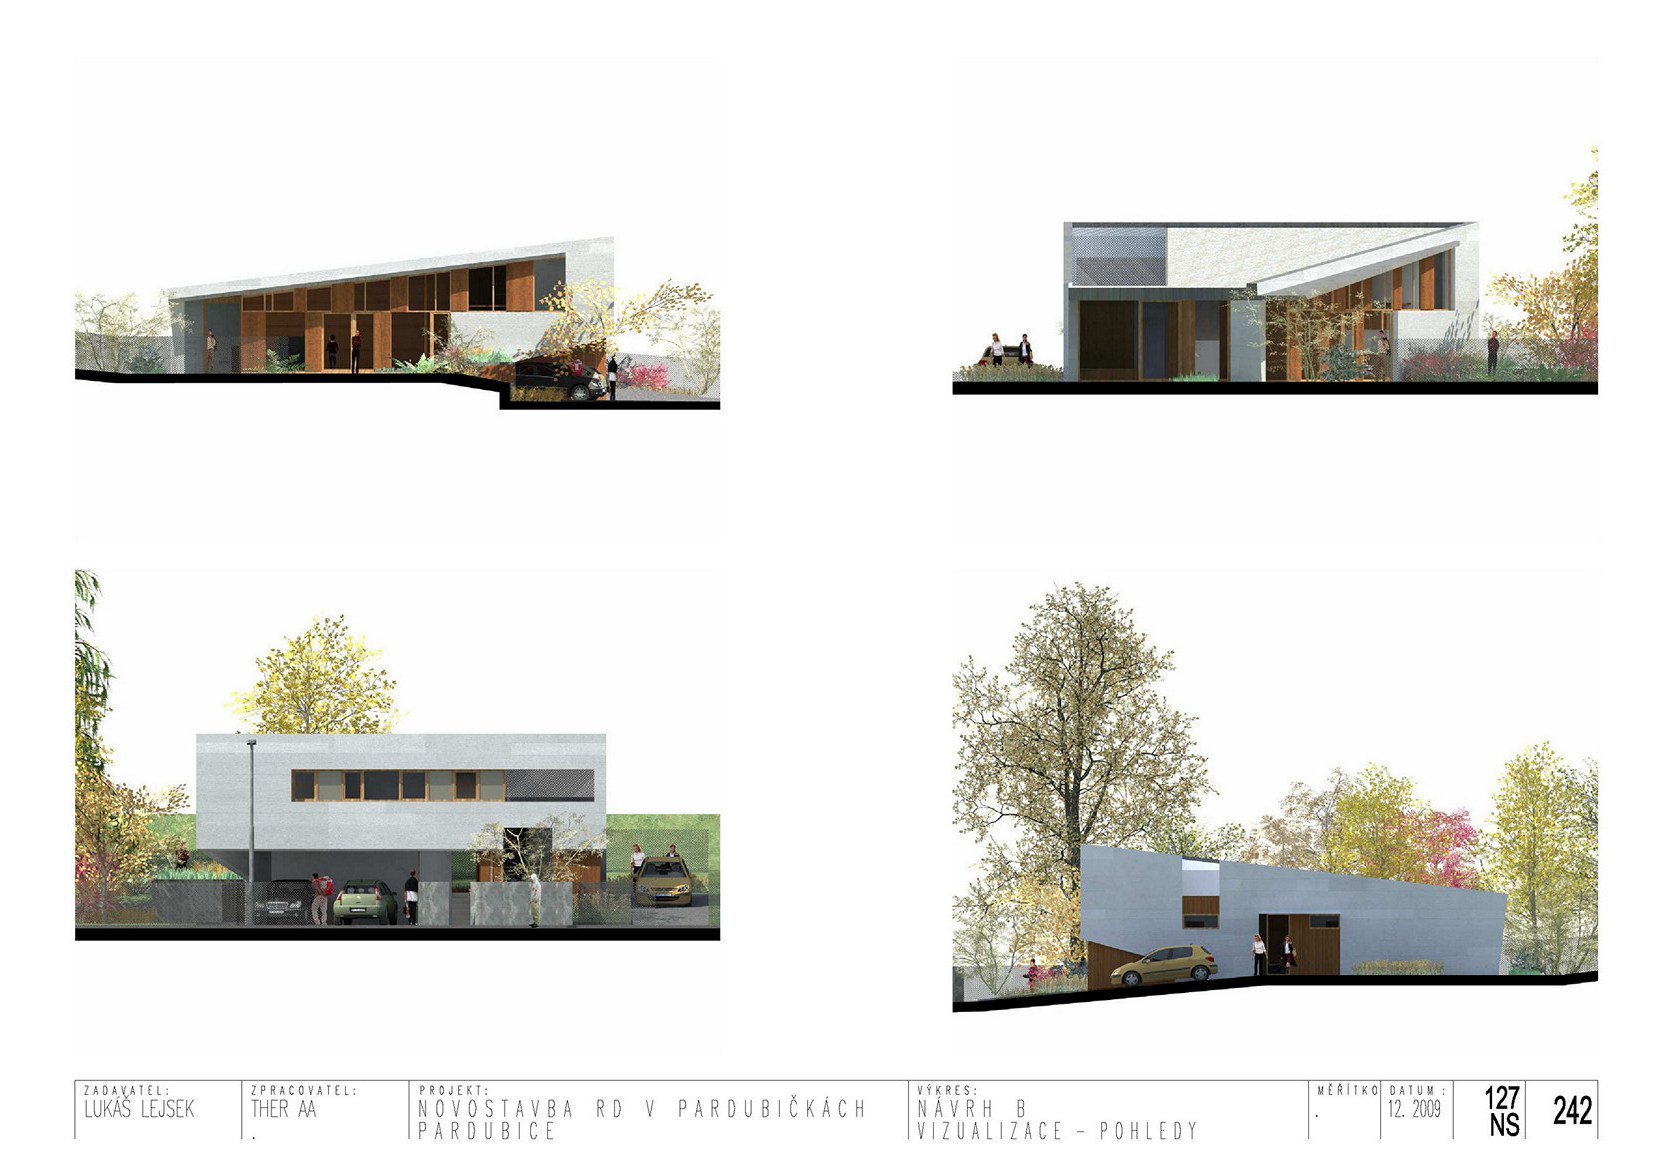 ZADAVATEL:
LUKÁŠ LEJSEK
ZPRACOVATEL:
THER AA
.
PROJEKT:
NOVOSTAVBA RD V PARDUBIČKÁCH
PARDUBICE
VÝKRES:
NÁVRH B
VIZUALIZACE – POHLEDY
MĚŘÍTKO
.
DATUM :
12. 2009
127
NS
242